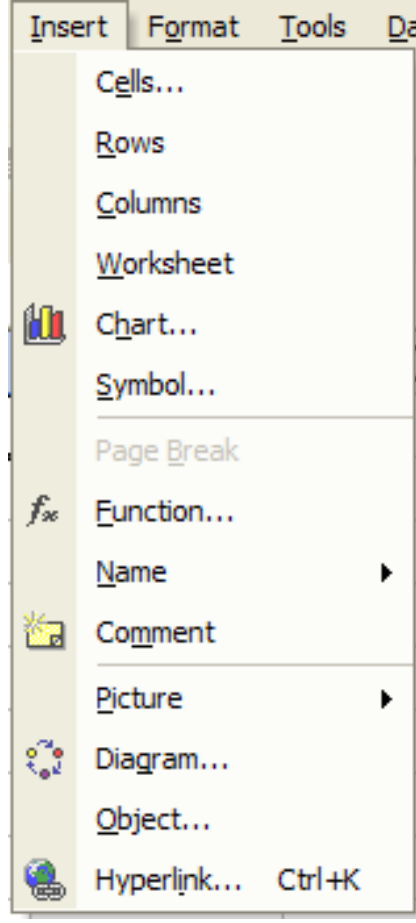 Insert Format Tools Da
Cells...
Rows
Columns
Worksheet
Chart...
Symbol...
Page Break
fx Function...
Name
Comment
Picture
Diagram...
Object...
Hyperlink... Ctrl+K